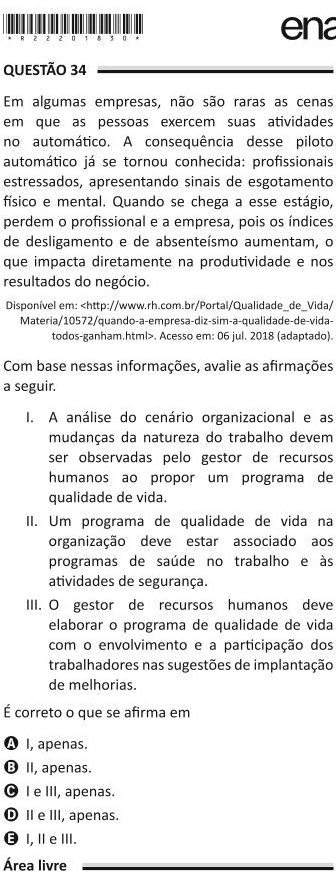 ena
* R 2 2 2 0 1 8 3 0 *
QUESTÃO 34
Em algumas empresas, não são raras as cenas
em que as pessoas exercem suas atividades
no automático. A consequência desse piloto
automático já se tornou conhecida: profissionais
estressados, apresentando sinais de esgotamento
físico e mental. Quando se chega a esse estágio,
perdem o profissional e a empresa, pois os índices
de desligamento e de absenteísmo aumentam, o
que impacta diretamente na produtividade e nos
resultados do negócio.
Disponível em: <http://www.rh.com.br/Portal/Qualidade_de_Vida/
Materia/10572/quando-a-empresa-diz-sim-a-qualidade-de-vida-
todos-ganham.html>. Acesso em: 06 jul. 2018 (adaptado).
Com base nessas informações, avalie as afirmações
a seguir.
I. A análise do cenário organizacional e as
mudanças da natureza do trabalho devem
ser observadas pelo gestor de recursos
humanos ao propor um programa de
qualidade de vida.
II. Um programa de qualidade de vida na
organização deve estar associado aos
programas de saúde no trabalho e às
atividades de segurança.
III. O gestor de recursos humanos deve
elaborar o programa de qualidade de vida
com o envolvimento e a participação dos
trabalhadores nas sugestões de implantação
de melhorias.
É correto o que se afirma em
A I, apenas.
B II, apenas.
C I e III, apenas.
D II e III, apenas.
E I, II e III.
Área livre